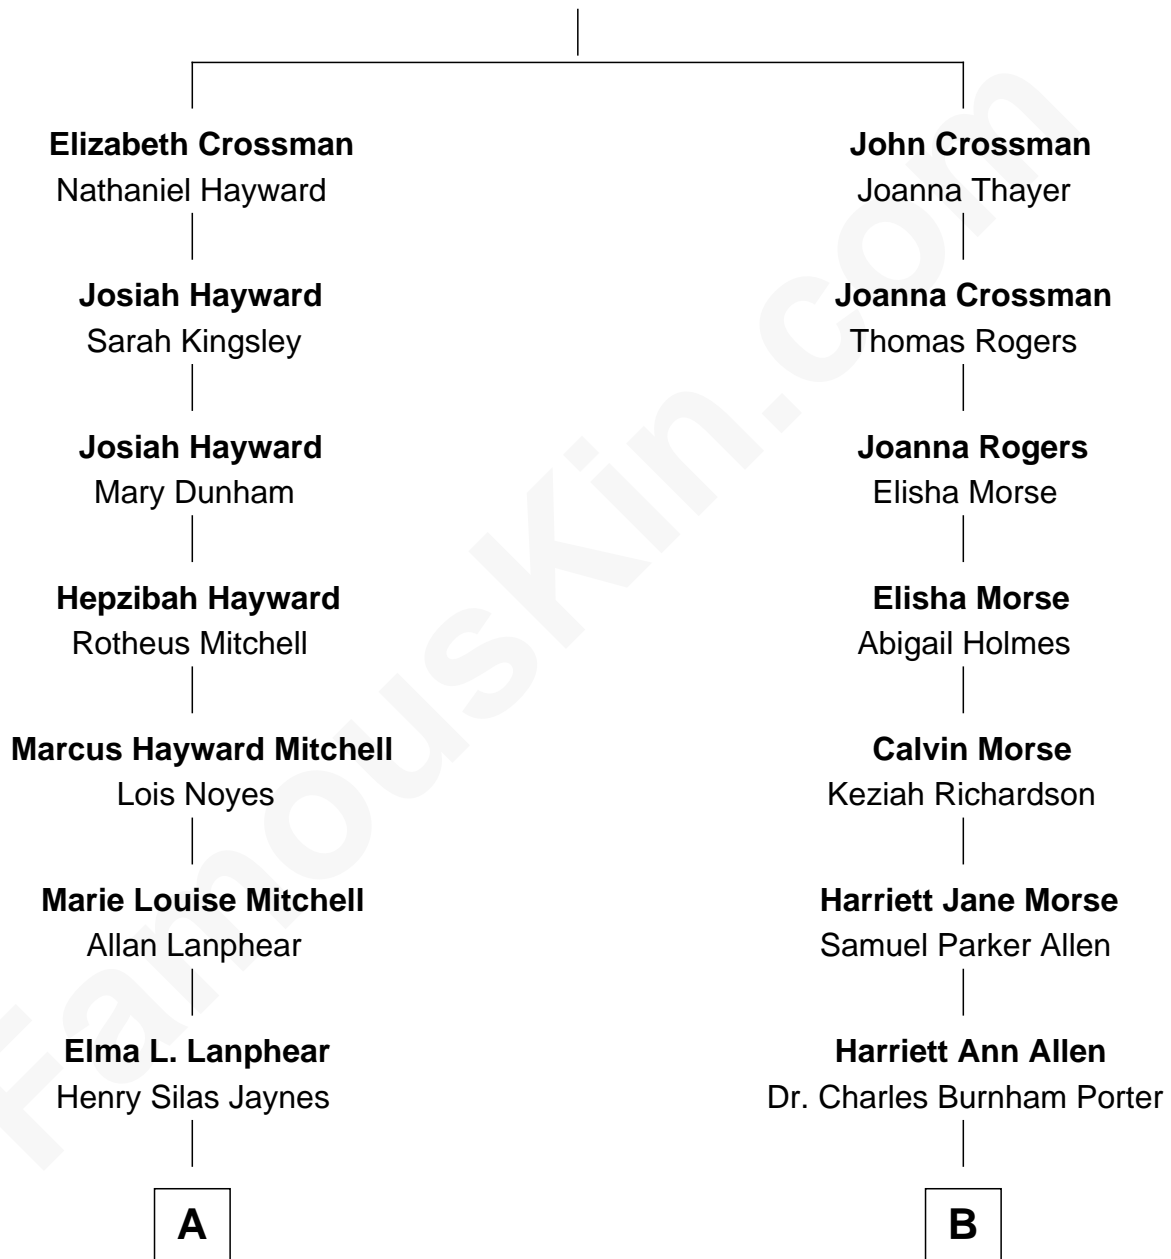 Elizabeth Crossman
Nathaniel Hayward
Josiah Hayward
Sarah Kingsley
Josiah Hayward
Mary Dunham
Hepzibah Hayward
Rotheus Mitchell
Marcus Hayward Mitchell
Lois Noyes
Marie Louise Mitchell
Allan Lanphear
Elma L. Lanphear
Henry Silas Jaynes
A
John Crossman
Joanna Thayer
Joanna Crossman
Thomas Rogers
Joanna Rogers
Elisha Morse
Elisha Morse
Abigail Holmes
Calvin Morse
Keziah Richardson
Harriett Jane Morse
Samuel Parker Allen
Harriett Ann Allen
Dr. Charles Burnham Porter
B
FamousKin.com